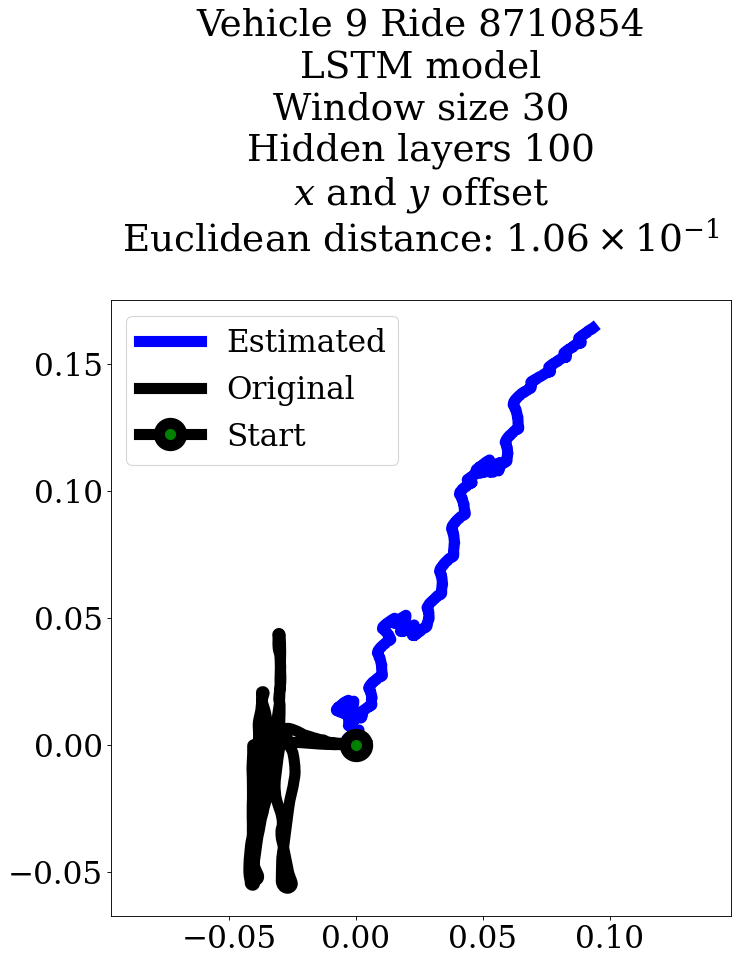 Vehicle 9 Ride 8710854
LSTM model
Window size 30
Hidden layers 100
x and y offset
Euclidean distance: 1.06 × 10⁻¹
Estimated
Original
Start
0.15
0.10
0.05
0.00
−0.05
−0.05 0.00 0.05 0.10